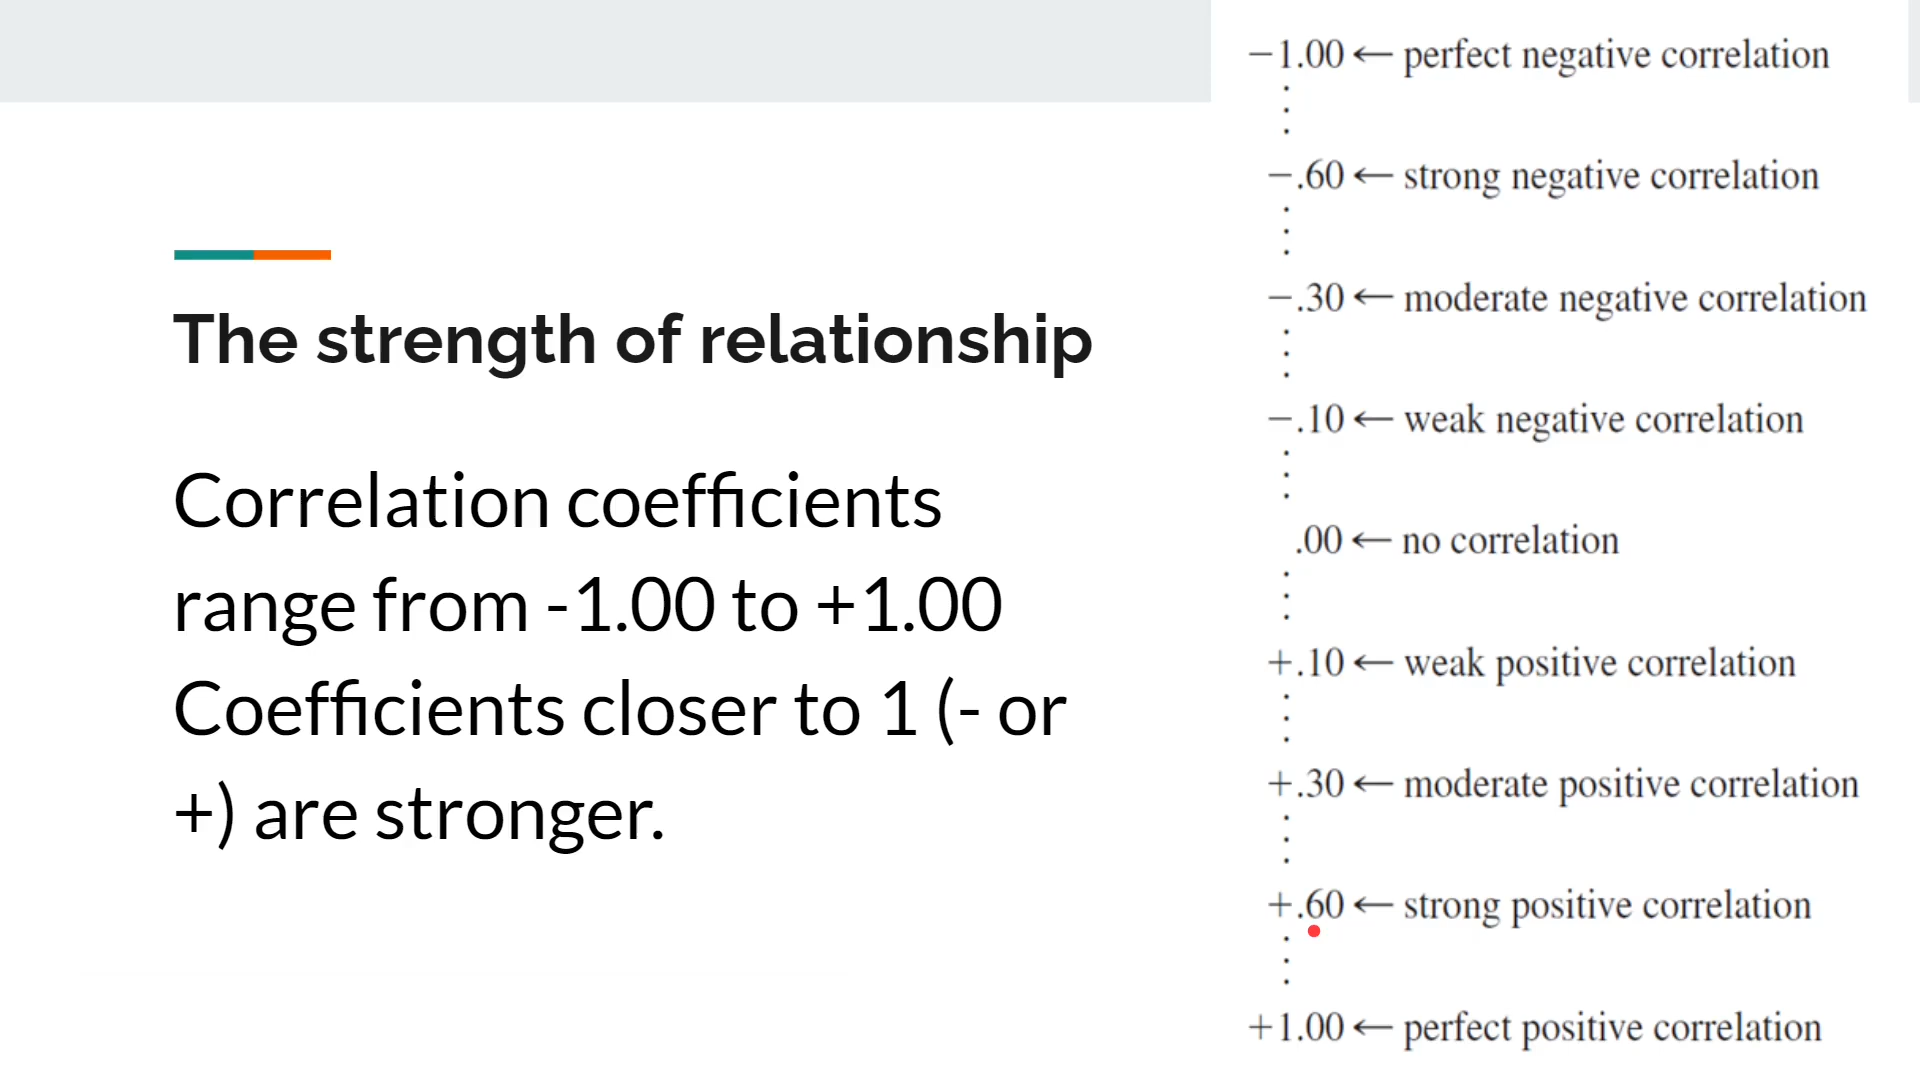 The strength of relationship
Correlation coefficients
range from -1.00 to +1.00
Coefficients closer to 1 (- or
+) are stronger.
−1.00 ← perfect negative correlation
−.60 ← strong negative correlation
−.30 ← moderate negative correlation
−.10 ← weak negative correlation
.00 ← no correlation
+.10 ← weak positive correlation
+.30 ← moderate positive correlation
+.60 ← strong positive correlation
+1.00 ← perfect positive correlation